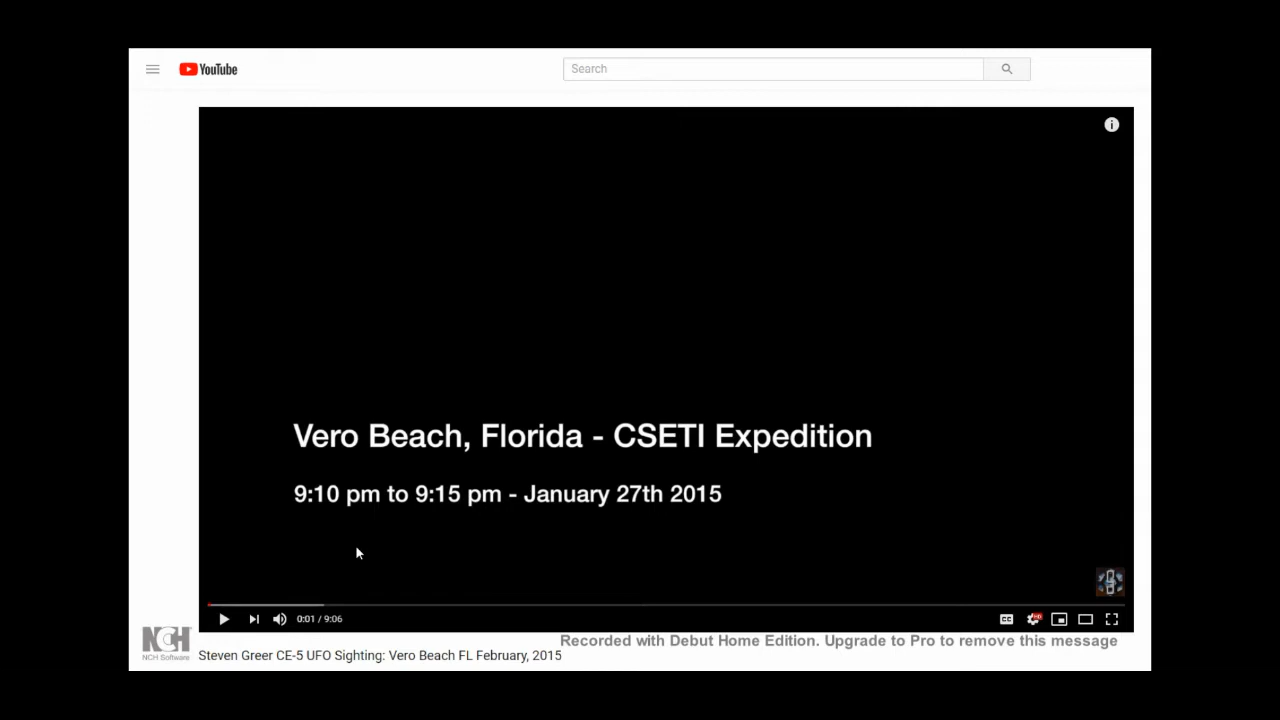 YouTube
Search
Vero Beach, Florida - CSETI Expedition
9:10 pm to 9:15 pm - January 27th 2015
0:01 / 9:06
CC
HD
NCH
NCH Software
Recorded with Debut Home Edition. Upgrade to Pro to remove this message
Steven Greer CE-5 UFO Sighting: Vero Beach FL February, 2015